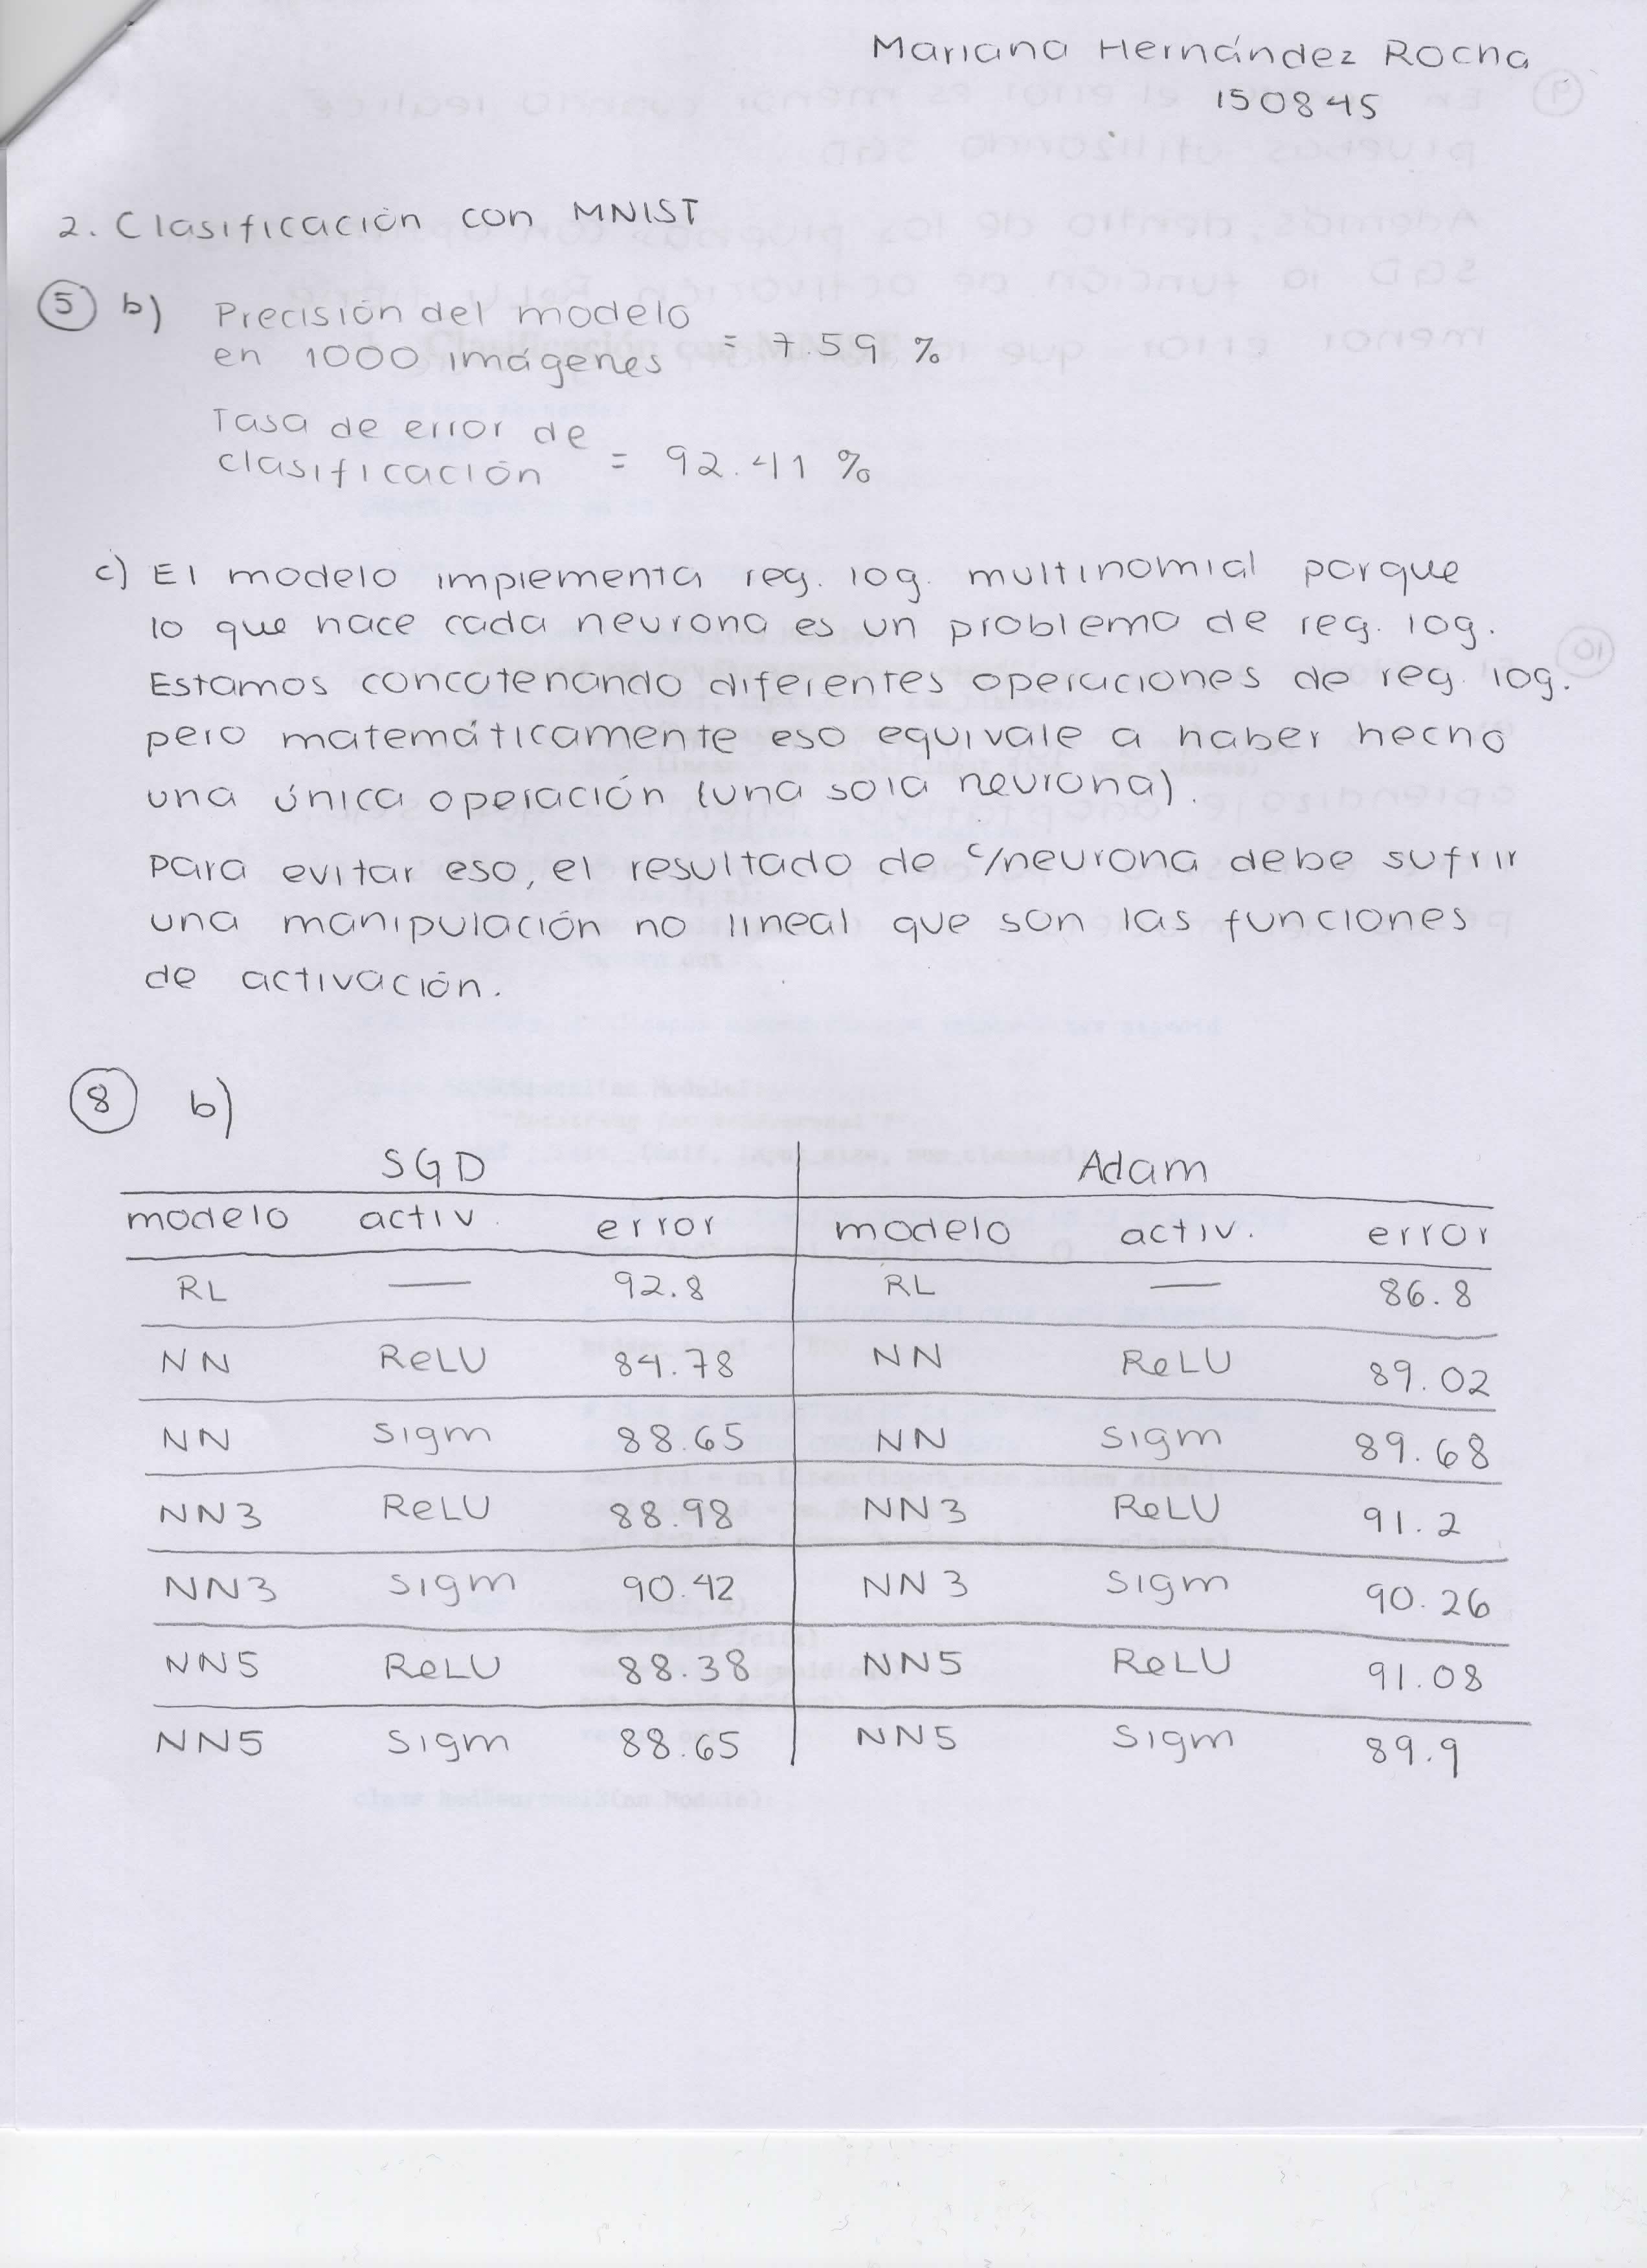 Mariana Hernández Rocha
150845
2. Clasificación con MNIST
5 b) Precisión del modelo
en 1000 imágenes = 7.59 %
Tasa de error de
clasificación = 92.41 %
c) El modelo implementa reg. log. multinomial porque
lo que hace cada neurona es un problema de reg. log.
Estamos concatenando diferentes operaciones de reg. log.
pero matemáticamente eso equivale a haber hecho
una única operación (una sola neurona).
Para evitar eso, el resultado de c/neurona debe sufrir
una manipulación no lineal que son las funciones
de activación.
8 b)
SGD Adam
modelo activ. error modelo activ. error
RL — 92.8 RL — 86.8
NN ReLU 84.78 NN ReLU 89.02
NN sigm 88.65 NN sigm 89.68
NN3 ReLU 88.98 NN3 ReLU 91.2
NN3 sigm 90.42 NN3 sigm 90.26
NN5 ReLU 88.38 NN5 ReLU 91.08
NN5 sigm 88.65 NN5 sigm 89.9